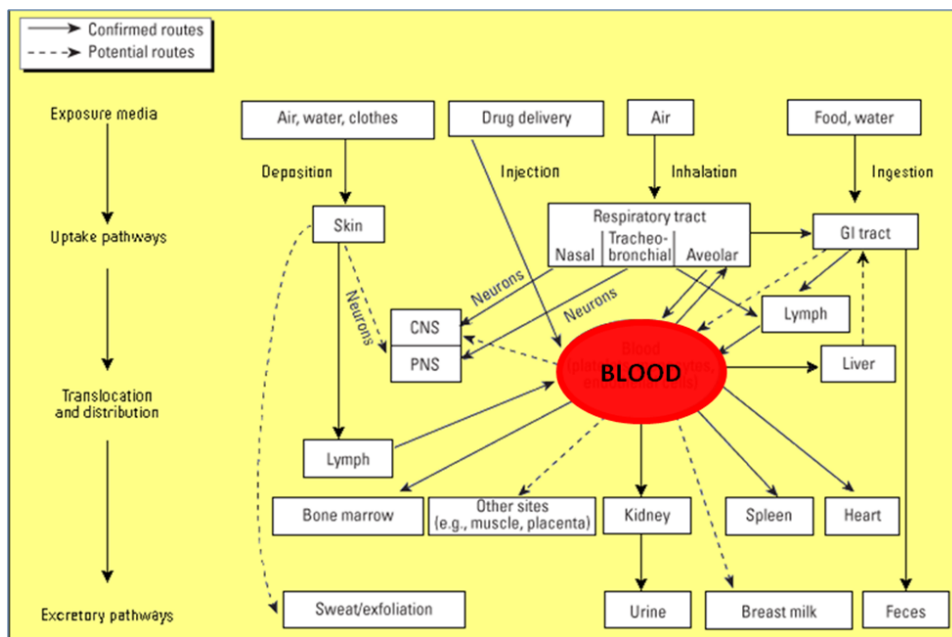 Confirmed routes
Potential routes
Exposure media
Air, water, clothes
Drug delivery
Air
Food, water
Deposition
Injection
Inhalation
Ingestion
Uptake pathways
Skin
Respiratory tract
Nasal
Tracheo-
bronchial
Aveolar
GI tract
Neurons
Neurons
Neurons
CNS
PNS
Lymph
Liver
BLOOD
Translocation
and distribution
Lymph
Bone marrow
Other sites
(e.g., muscle, placenta)
Kidney
Spleen
Heart
Excretory pathways
Sweat/exfoliation
Urine
Breast milk
Feces